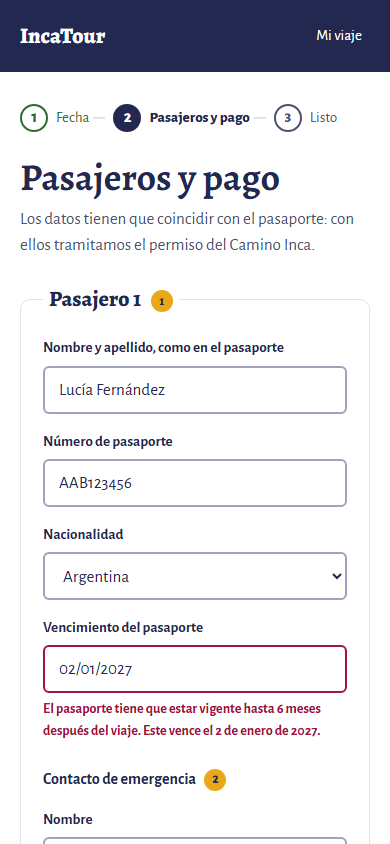 IncaTour
Mi viaje
1 Fecha 2 Pasajeros y pago 3 Listo
Pasajeros y pago
Los datos tienen que coincidir con el pasaporte: con
ellos tramitamos el permiso del Camino Inca.
Pasajero 1 1
Nombre y apellido, como en el pasaporte
Lucía Fernández
Número de pasaporte
AAB123456
Nacionalidad
Argentina
Vencimiento del pasaporte
02/01/2027
El pasaporte tiene que estar vigente hasta 6 meses
después del viaje. Este vence el 2 de enero de 2027.
Contacto de emergencia 2
Nombre